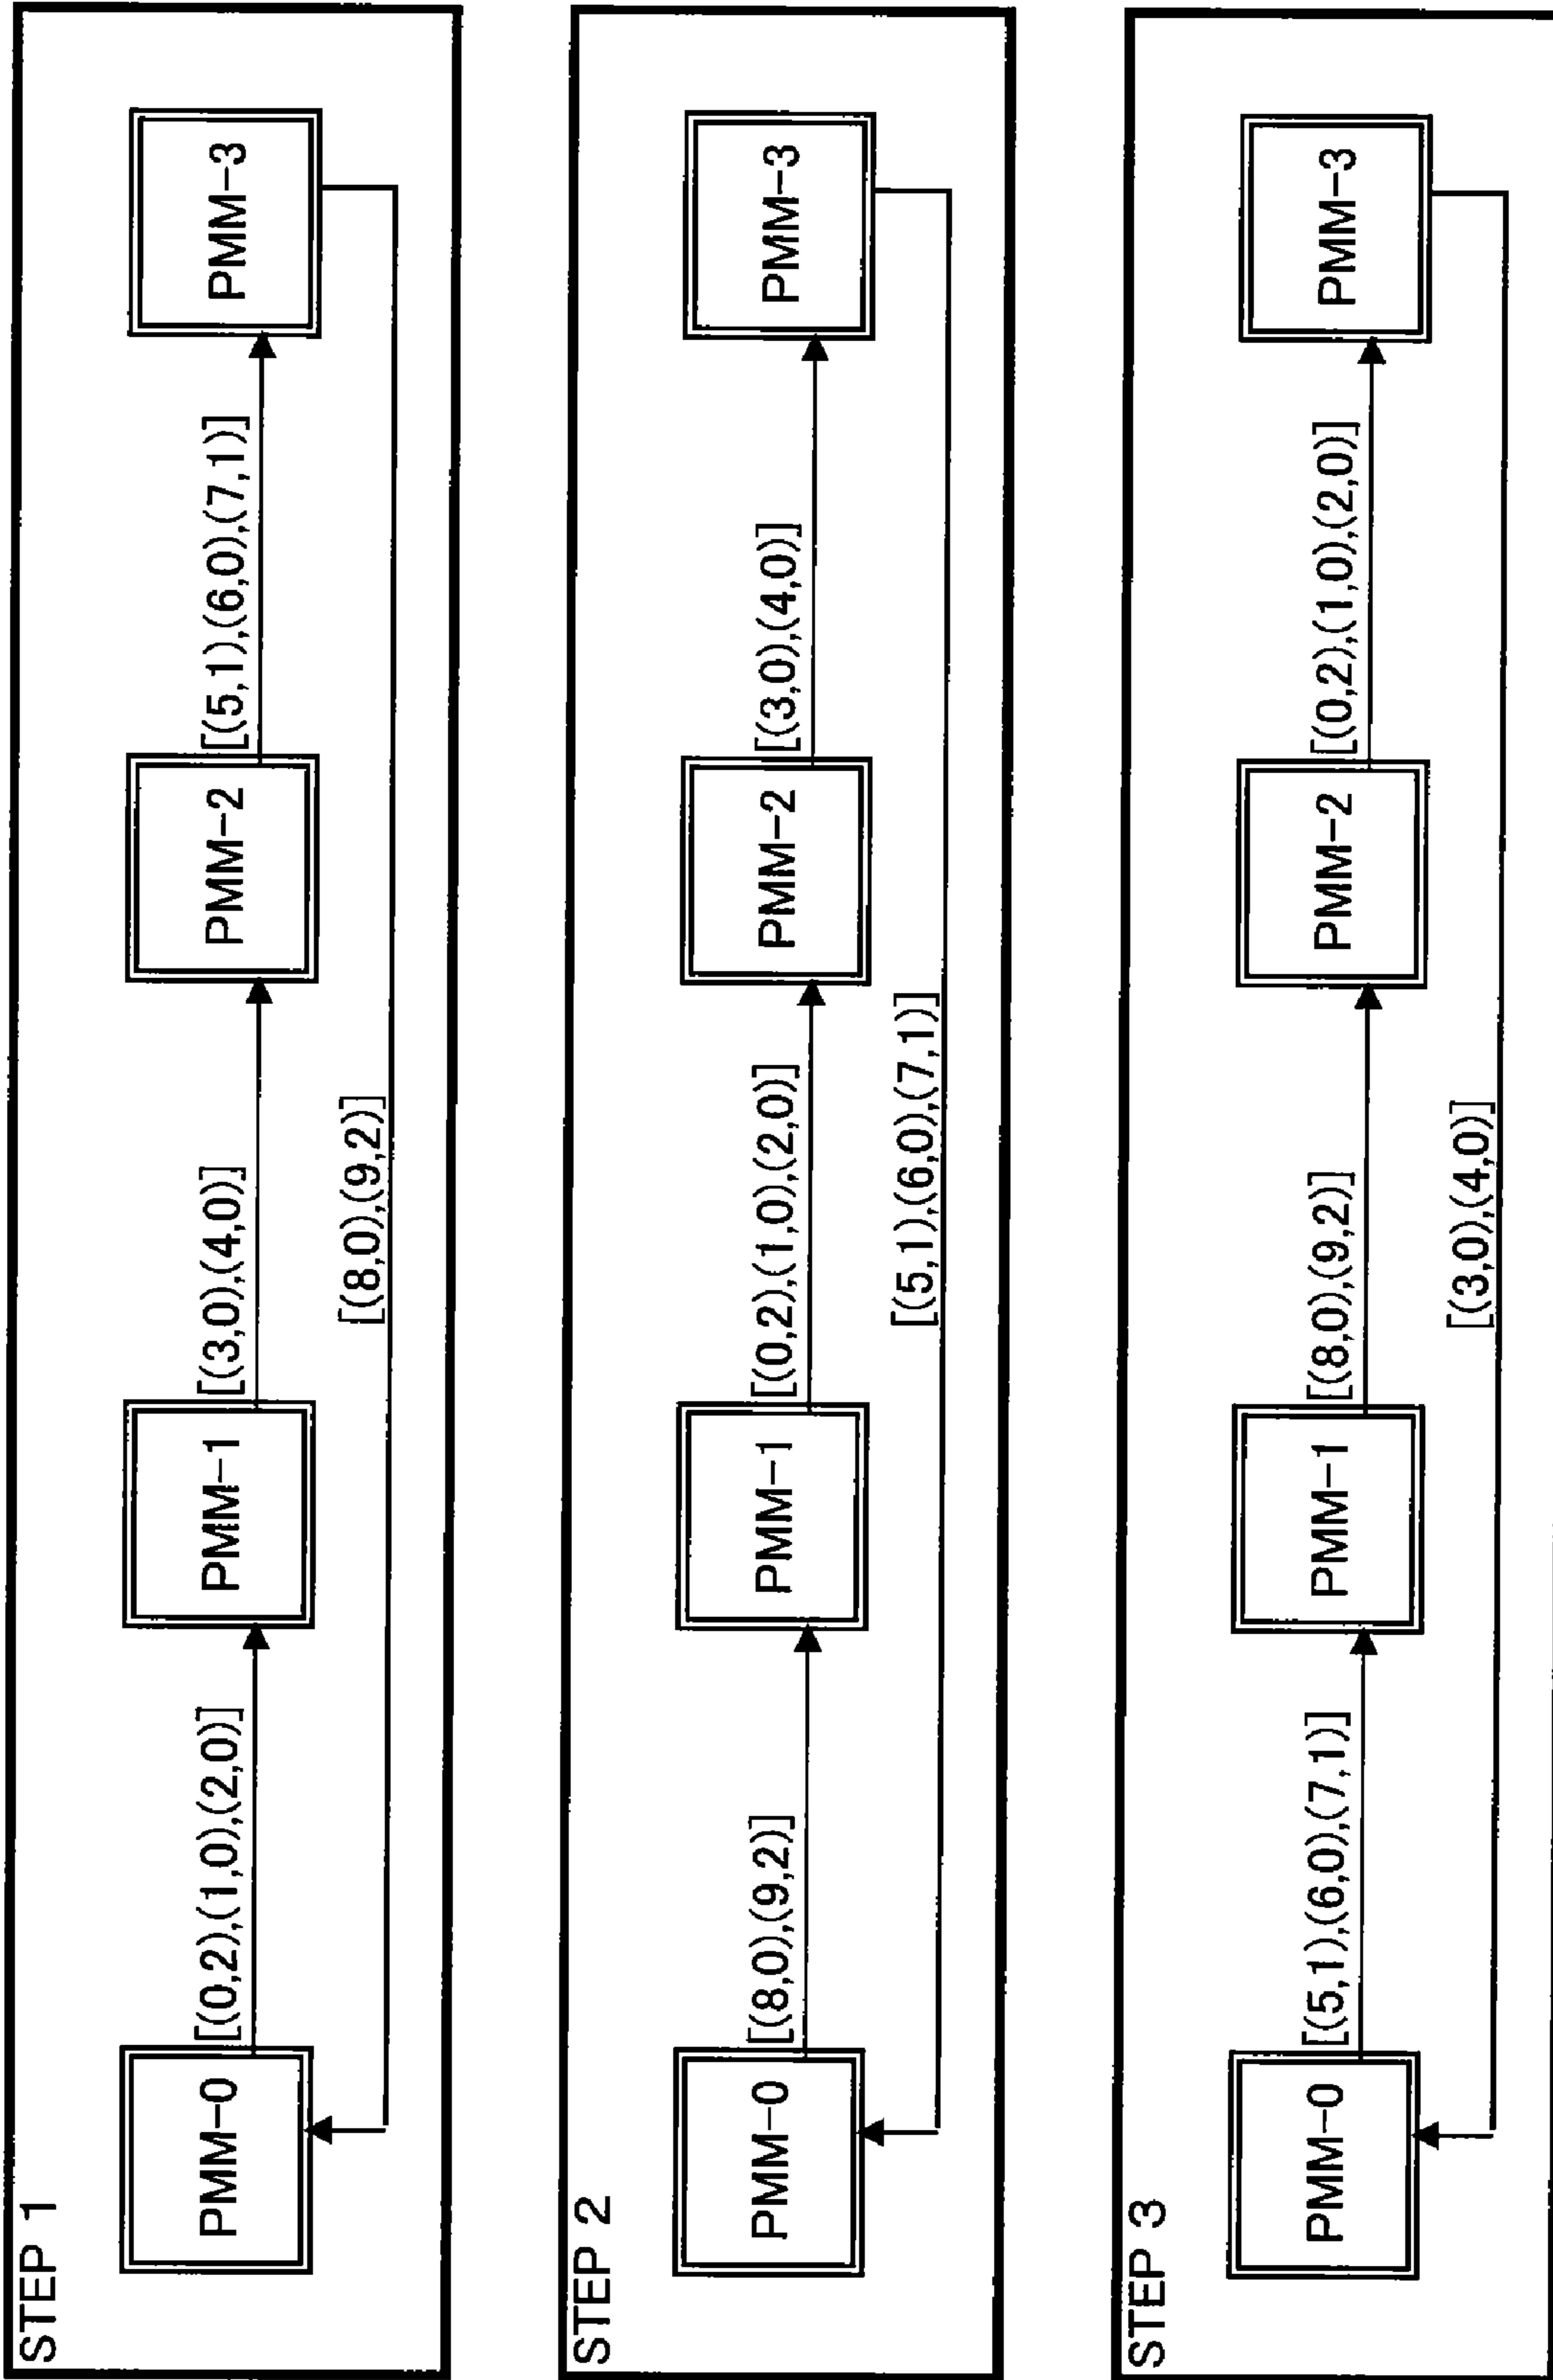 STEP 1
[(0,2),(1,0),(2,0)]
[(3,0),(4,0)]
[(5,1),(6,0),(7,1)]
PMM-0
PMM-1
PMM-2
PMM-3
[(8,0),(9,2)]
STEP 2
[(8,0),(9,2)]
[(0,2),(1,0),(2,0)]
[(3,0),(4,0)]
PMM-0
PMM-1
PMM-2
PMM-3
[(5,1),(6,0),(7,1)]
STEP 3
[(5,1),(6,0),(7,1)]
[(8,0),(9,2)]
[(0,2),(1,0),(2,0)]
PMM-0
PMM-1
PMM-2
PMM-3
[(3,0),(4,0)]